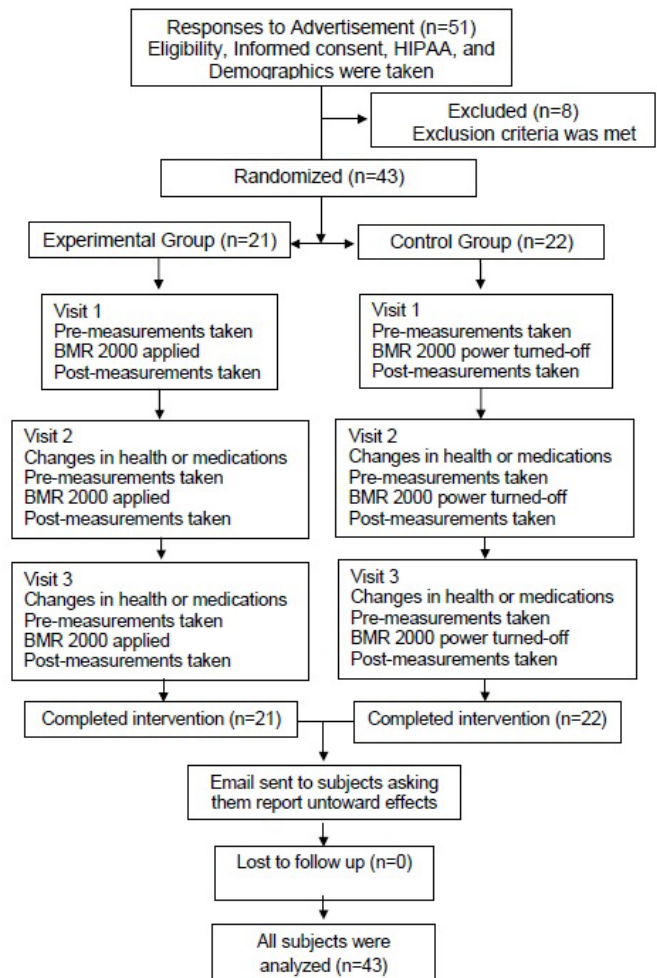 Responses to Advertisement (n=51)
Eligibility, Informed consent, HIPAA, and
Demographics were taken
Excluded (n=8)
Exclusion criteria was met
Randomized (n=43)
Experimental Group (n=21)
Control Group (n=22)
Visit 1
Pre-measurements taken
BMR 2000 applied
Post-measurements taken
Visit 1
Pre-measurements taken
BMR 2000 power turned-off
Post-measurements taken
Visit 2
Changes in health or medications
Pre-measurements taken
BMR 2000 applied
Post-measurements taken
Visit 2
Changes in health or medications
Pre-measurements taken
BMR 2000 power turned-off
Post-measurements taken
Visit 3
Changes in health or medications
Pre-measurements taken
BMR 2000 applied
Post-measurements taken
Visit 3
Changes in health or medications
Pre-measurements taken
BMR 2000 power turned-off
Post-measurements taken
Completed intervention (n=21)
Completed intervention (n=22)
Email sent to subjects asking
them report untoward effects
Lost to follow up (n=0)
All subjects were
analyzed (n=43)